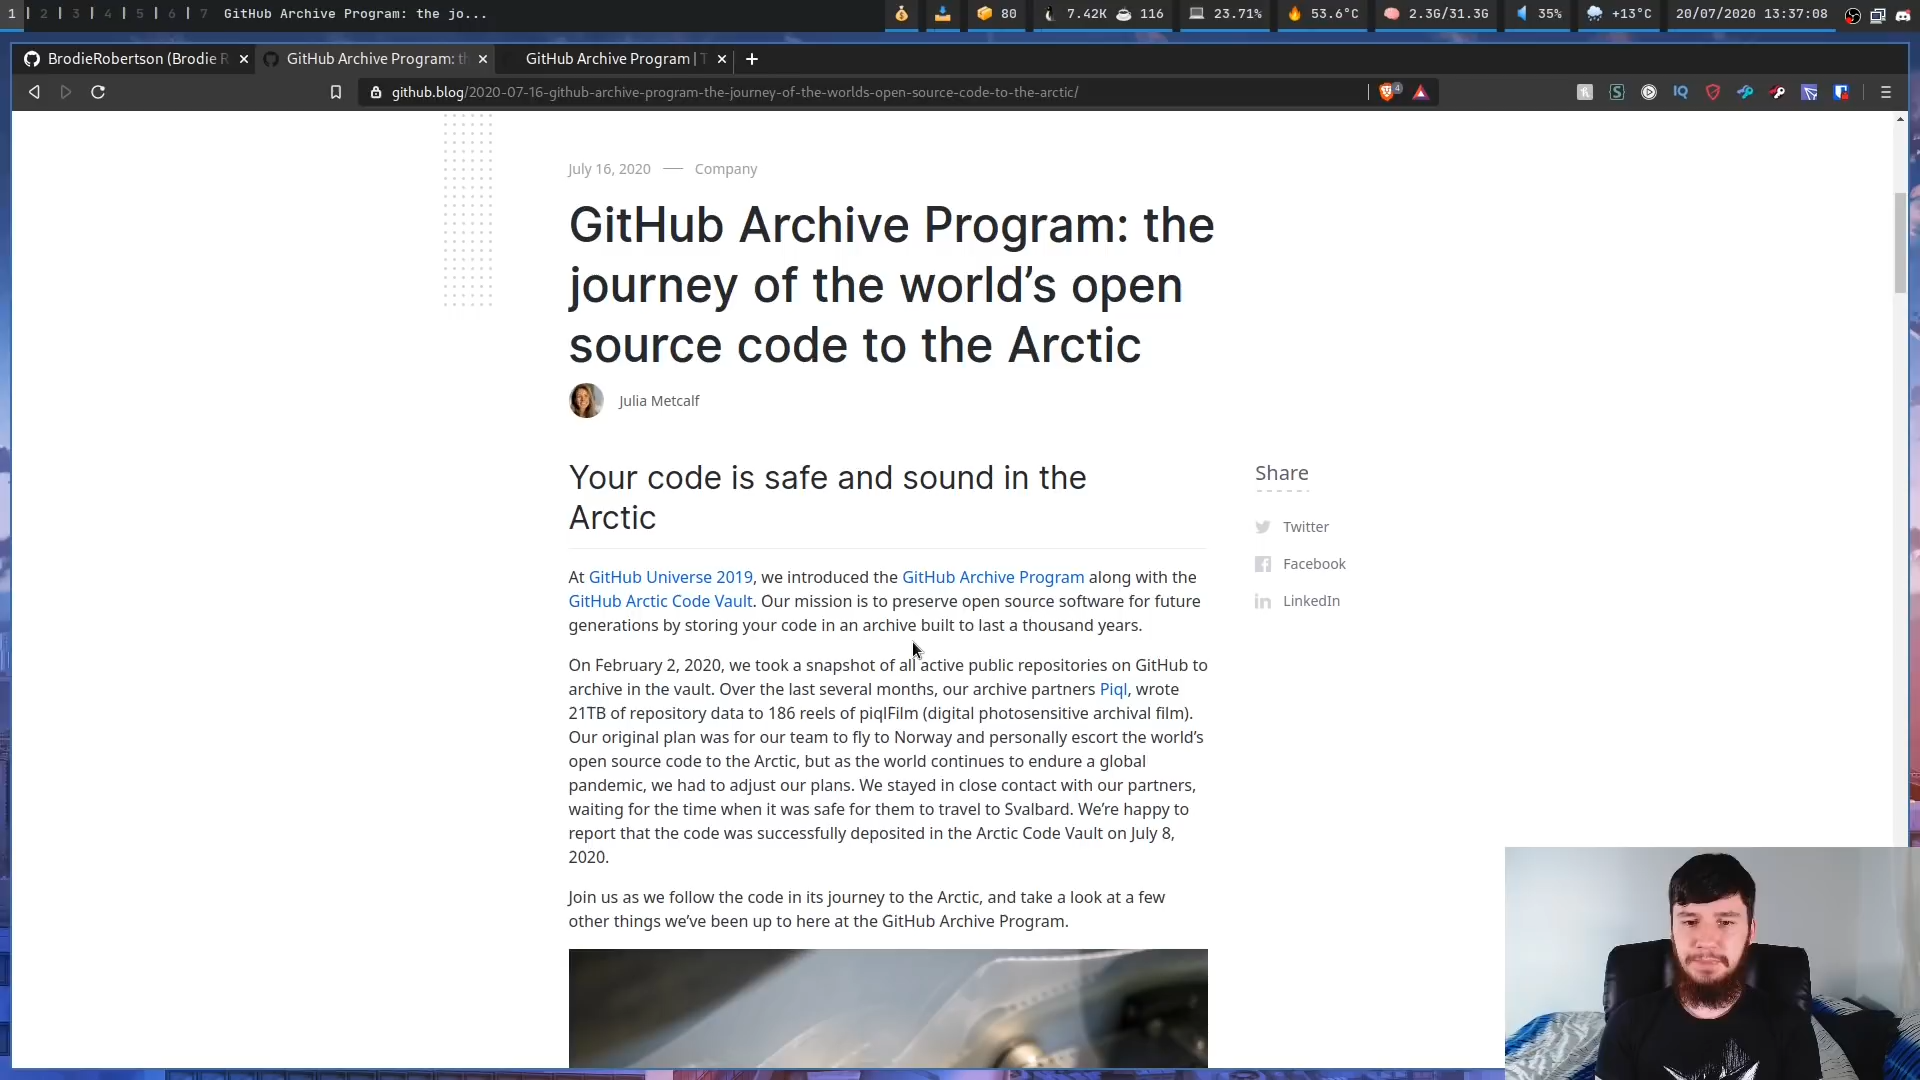 1 | 2 | 3 | 4 | 5 | 6 | 7 GitHub Archive Program: the jo... 80 7.42K 116 23.71% 53.6°C 2.3G/31.3G 35% +13°C 20/07/2020 13:37:08
BrodieRobertson (Brodie R GitHub Archive Program: th GitHub Archive Program | T
github.blog/2020-07-16-github-archive-program-the-journey-of-the-worlds-open-source-code-to-the-arctic/
July 16, 2020 — Company
GitHub Archive Program: the
journey of the world’s open
source code to the Arctic
Julia Metcalf
Your code is safe and sound in the
Arctic
At GitHub Universe 2019, we introduced the GitHub Archive Program along with the
GitHub Arctic Code Vault. Our mission is to preserve open source software for future
generations by storing your code in an archive built to last a thousand years.
On February 2, 2020, we took a snapshot of all active public repositories on GitHub to
archive in the vault. Over the last several months, our archive partners Piql, wrote
21TB of repository data to 186 reels of piqlFilm (digital photosensitive archival film).
Our original plan was for our team to fly to Norway and personally escort the world’s
open source code to the Arctic, but as the world continues to endure a global
pandemic, we had to adjust our plans. We stayed in close contact with our partners,
waiting for the time when it was safe for them to travel to Svalbard. We’re happy to
report that the code was successfully deposited in the Arctic Code Vault on July 8,
2020.
Join us as we follow the code in its journey to the Arctic, and take a look at a few
other things we’ve been up to here at the GitHub Archive Program.
Share
Twitter
Facebook
LinkedIn